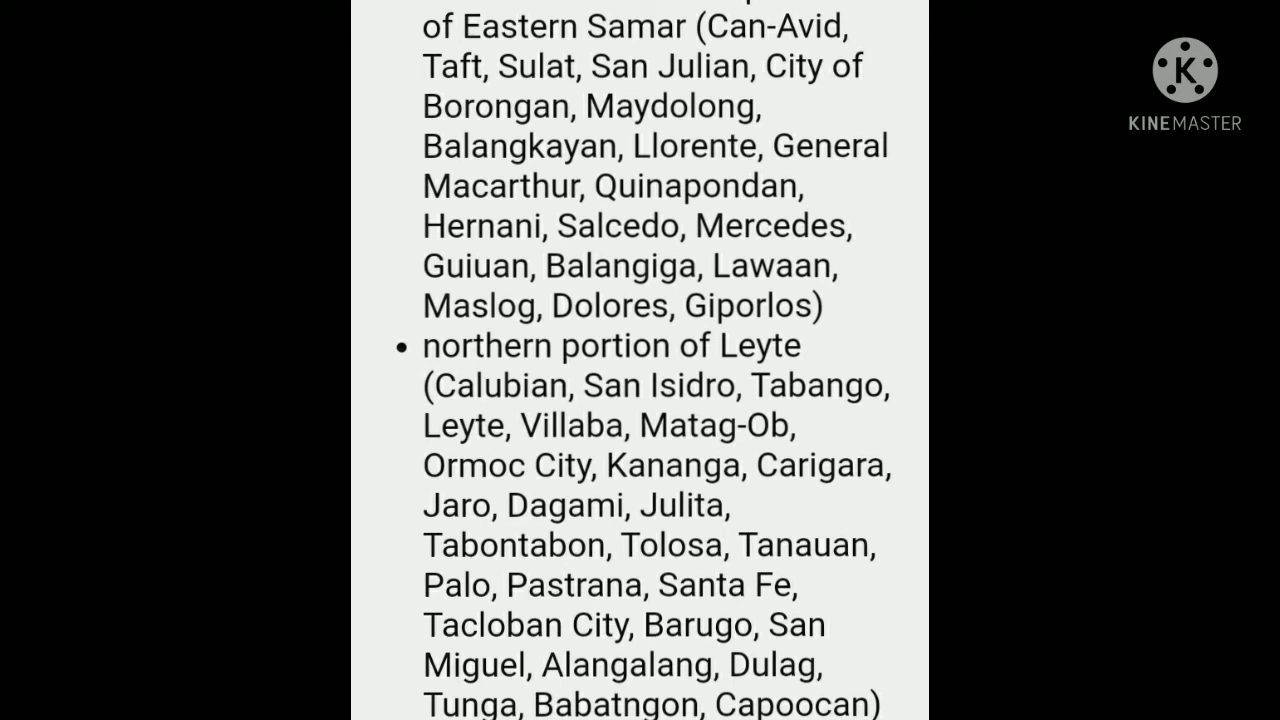 of Eastern Samar (Can-Avid,
Taft, Sulat, San Julian, City of
Borongan, Maydolong,
Balangkayan, Llorente, General
Macarthur, Quinapondan,
Hernani, Salcedo, Mercedes,
Guiuan, Balangiga, Lawaan,
Maslog, Dolores, Giporlos)
• northern portion of Leyte
(Calubian, San Isidro, Tabango,
Leyte, Villaba, Matag-Ob,
Ormoc City, Kananga, Carigara,
Jaro, Dagami, Julita,
Tabontabon, Tolosa, Tanauan,
Palo, Pastrana, Santa Fe,
Tacloban City, Barugo, San
Miguel, Alangalang, Dulag,
Tunga, Babatngon, Capoocan)
K
KINEMASTER